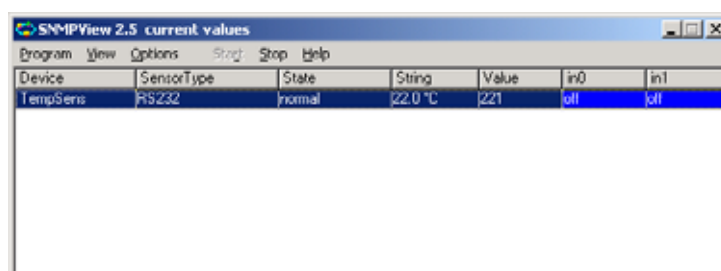 SNMPView 2.5 current values
Program View Options Start Stop Help
Device SensorType State String Value in0 in1
TempSens RS232 normal 22.0 °C 221 off off